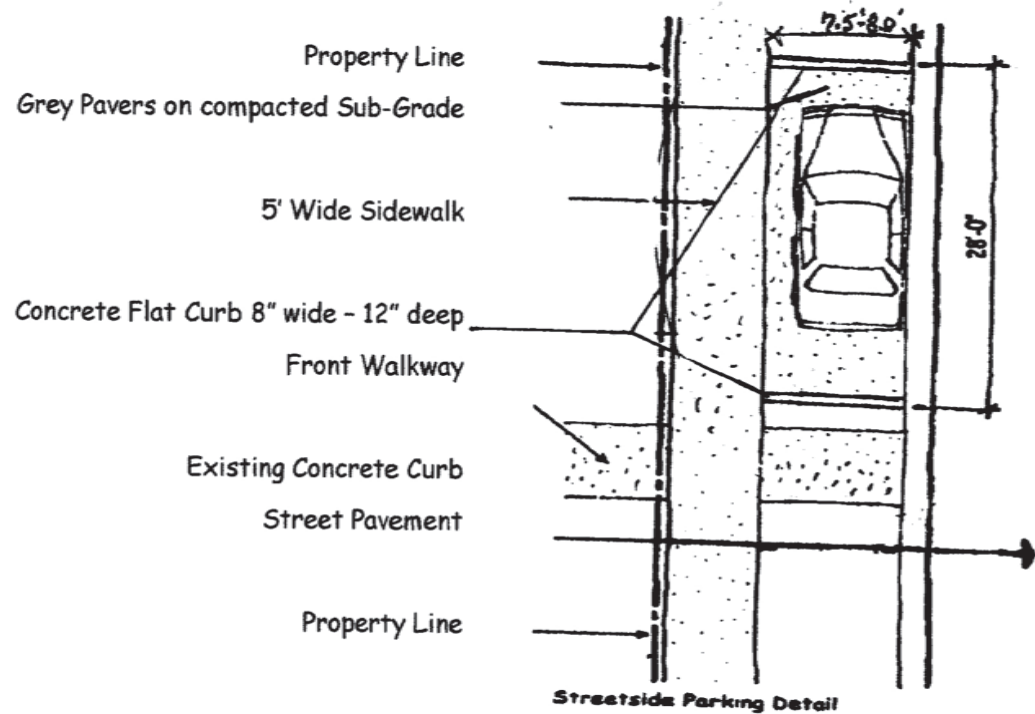 7.5'-8.0'
Property Line
Grey Pavers on compacted Sub-Grade
5' Wide Sidewalk
28'-0"
Concrete Flat Curb 8" wide – 12" deep
Front Walkway
Existing Concrete Curb
Street Pavement
Property Line
Streetside Parking Detail